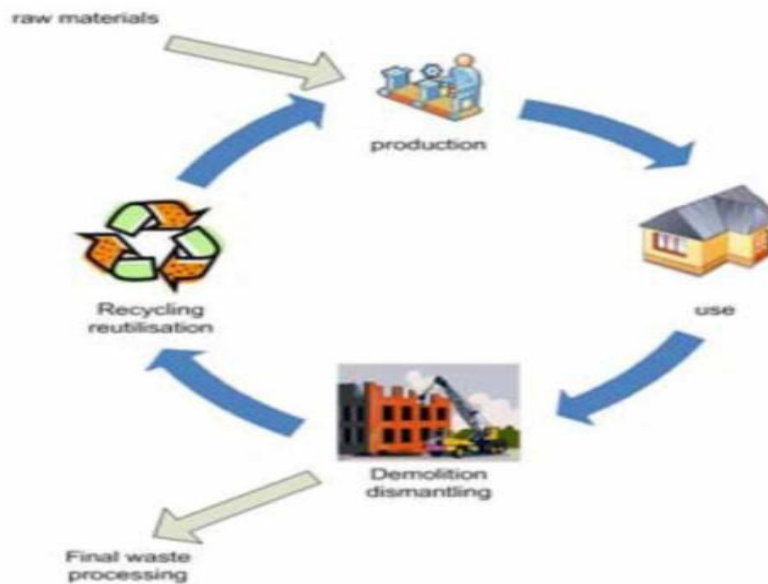 raw materials
production
use
Demolition
dismantling
Recycling
reutilisation
Final waste
processing